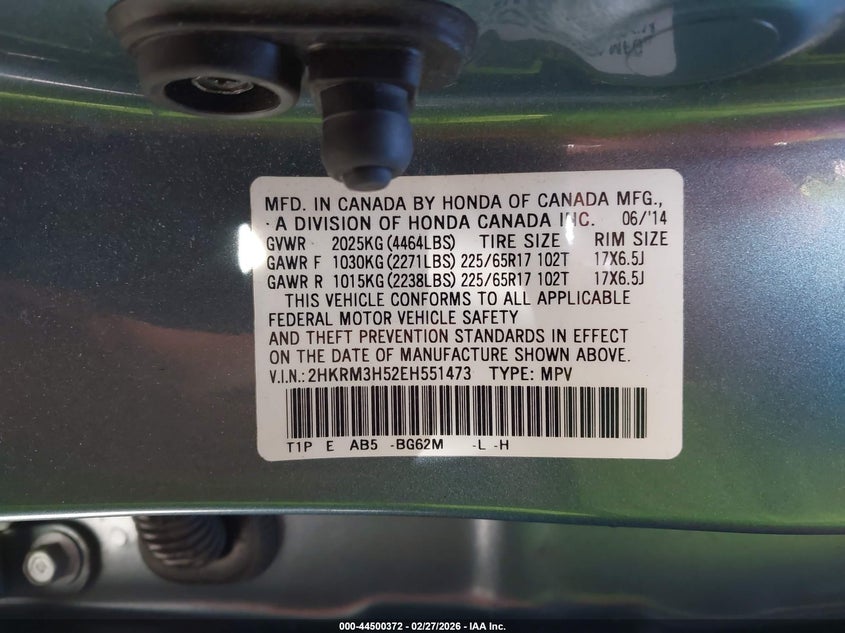 MFD. IN CANADA BY HONDA OF CANADA MFG.,
A DIVISION OF HONDA CANADA INC. 06/'14
GVWR 2025KG (4464LBS) TIRE SIZE RIM SIZE
GAWR F 1030KG (2271LBS) 225/65R17 102T 17X6.5J
GAWR R 1015KG (2238LBS) 225/65R17 102T 17X6.5J
THIS VEHICLE CONFORMS TO ALL APPLICABLE
FEDERAL MOTOR VEHICLE SAFETY
AND THEFT PREVENTION STANDARDS IN EFFECT
ON THE DATE OF MANUFACTURE SHOWN ABOVE.
V.I.N.: 2HKRM3H52EH551473 TYPE: MPV
T1P E AB5 -BG62M -L -H
000-44500372 - 02/27/2026 - IAA Inc.